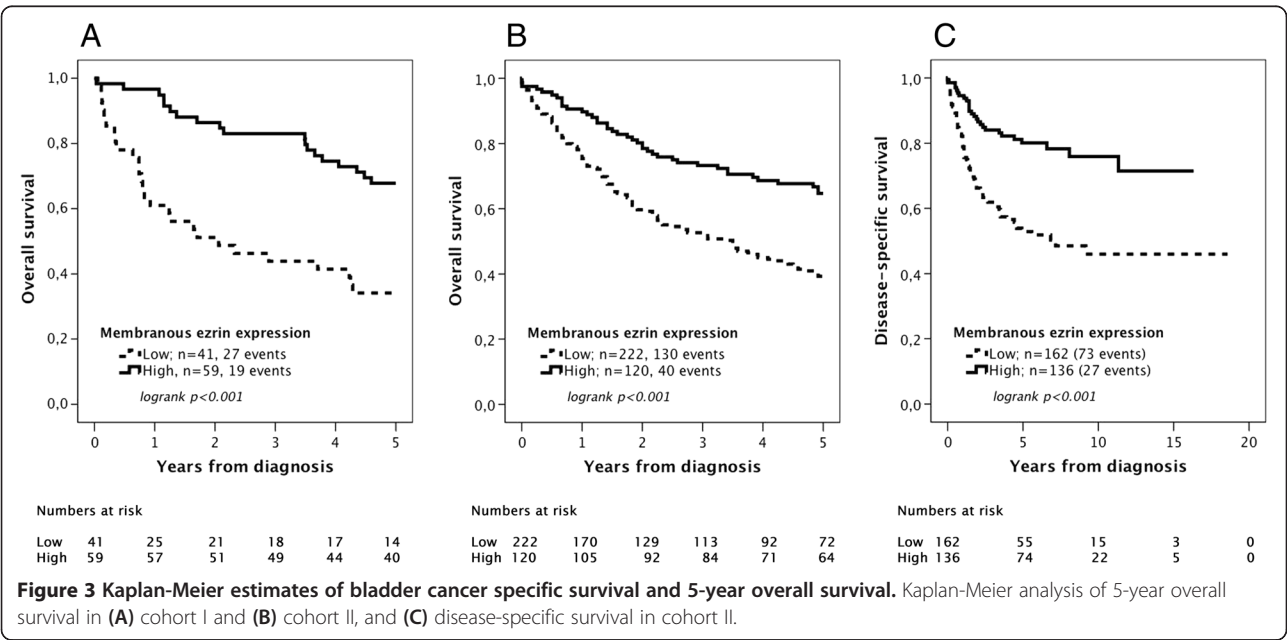 A
B
C
1,0
0,8
0,6
0,4
0,2
0,0
Overall survival
Membranous ezrin expression
Low; n=41, 27 events
High, n=59, 19 events
logrank p<0.001
0 1 2 3 4 5
Years from diagnosis
1,0
0,8
0,6
0,4
0,2
0,0
Overall survival
Membranous ezrin expression
Low; n=222, 130 events
High; n=120, 40 events
logrank p<0.001
0 1 2 3 4 5
Years from diagnosis
1,0
0,8
0,6
0,4
0,2
0,0
Disease-specific survival
Membranous ezrin expression
Low; n=162 (73 events)
High; n=136 (27 events)
logrank p<0.001
0 5 10 15 20
Years from diagnosis
Numbers at risk
Low 41 25 21 18 17 14
High 59 57 51 49 44 40
Numbers at risk
Low 222 170 129 113 92 72
High 120 105 92 84 71 64
Numbers at risk
Low 162 55 15 3 0
High 136 74 22 5 0
Figure 3 Kaplan-Meier estimates of bladder cancer specific survival and 5-year overall survival. Kaplan-Meier analysis of 5-year overall
survival in (A) cohort I and (B) cohort II, and (C) disease-specific survival in cohort II.